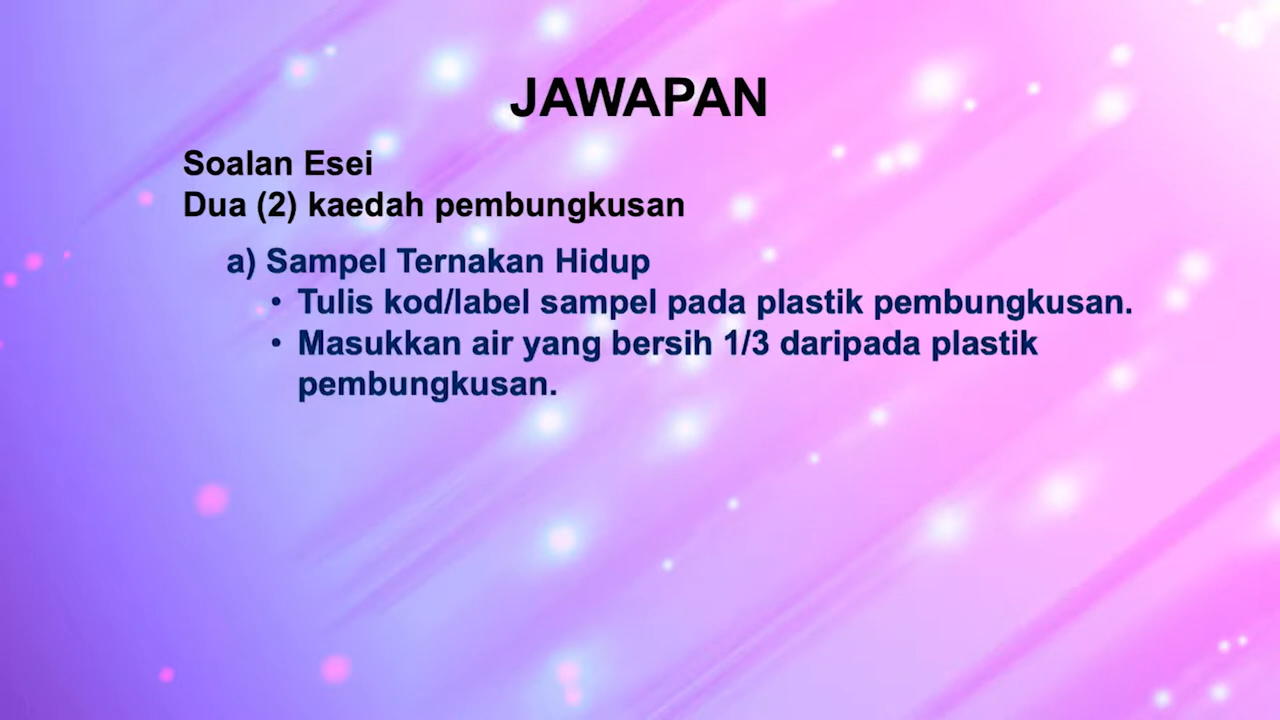 JAWAPAN
Soalan Esei
Dua (2) kaedah pembungkusan
a) Sampel Ternakan Hidup
• Tulis kod/label sampel pada plastik pembungkusan.
• Masukkan air yang bersih 1/3 daripada plastik
pembungkusan.